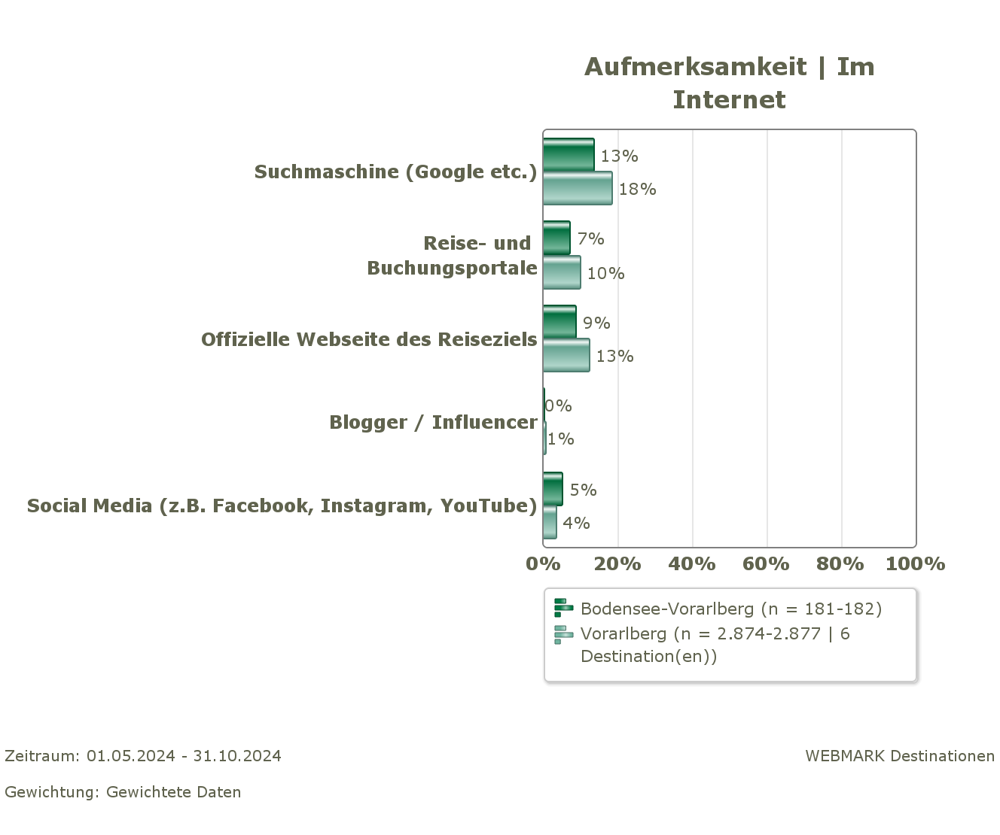 Aufmerksamkeit | Im
Internet
Suchmaschine (Google etc.)
13%
18%
Reise- und
Buchungsportale
7%
10%
Offizielle Webseite des Reiseziels
9%
13%
Blogger / Influencer
0%
1%
Social Media (z.B. Facebook, Instagram, YouTube)
5%
4%
0% 20% 40% 60% 80% 100%
Bodensee-Vorarlberg (n = 181-182)
Vorarlberg (n = 2.874-2.877 | 6
Destination(en))
Zeitraum: 01.05.2024 - 31.10.2024
WEBMARK Destinationen
Gewichtung: Gewichtete Daten